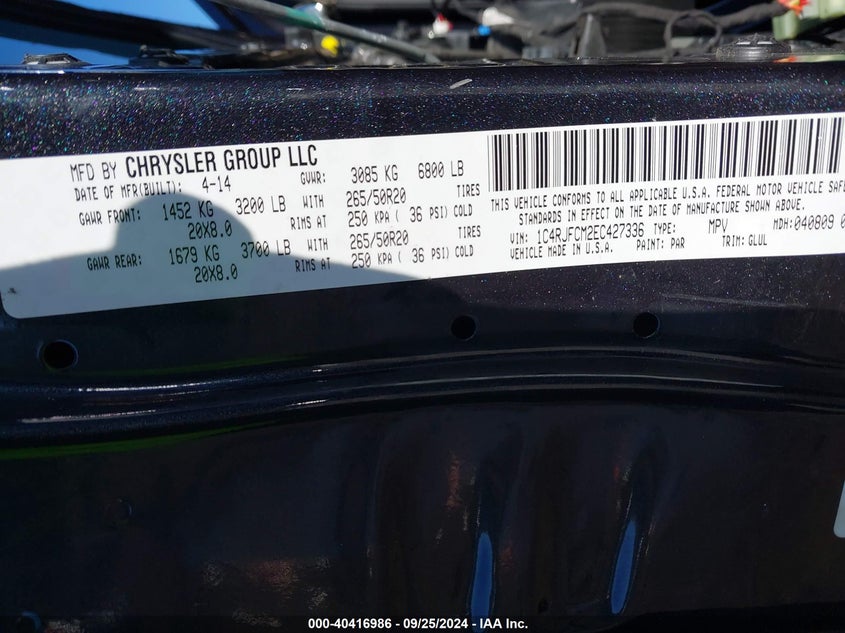 MFD BY CHRYSLER GROUP LLC
DATE OF MFR(BUILT): 4-14 GVWR: 3085 KG 6800 LB
GAWR FRONT: 1452 KG 3200 LB WITH 265/50R20 TIRES
20X8.0 RIMS AT 250 KPA ( 36 PSI) COLD
GAWR REAR: 1679 KG 3700 LB WITH 265/50R20 TIRES
20X8.0 RIMS AT 250 KPA ( 36 PSI) COLD
THIS VEHICLE CONFORMS TO ALL APPLICABLE U.S.A. FEDERAL MOTOR VEHICLE SAFE
STANDARDS IN EFFECT ON THE DATE OF MANUFACTURE SHOWN ABOVE.
VIN: 1C4RJFCM2EC427336 TYPE: MPV MDH: 040809 0
VEHICLE MADE IN U.S.A. PAINT: PAR TRIM: GLUL
000-40416986 - 09/25/2024 - IAA Inc.